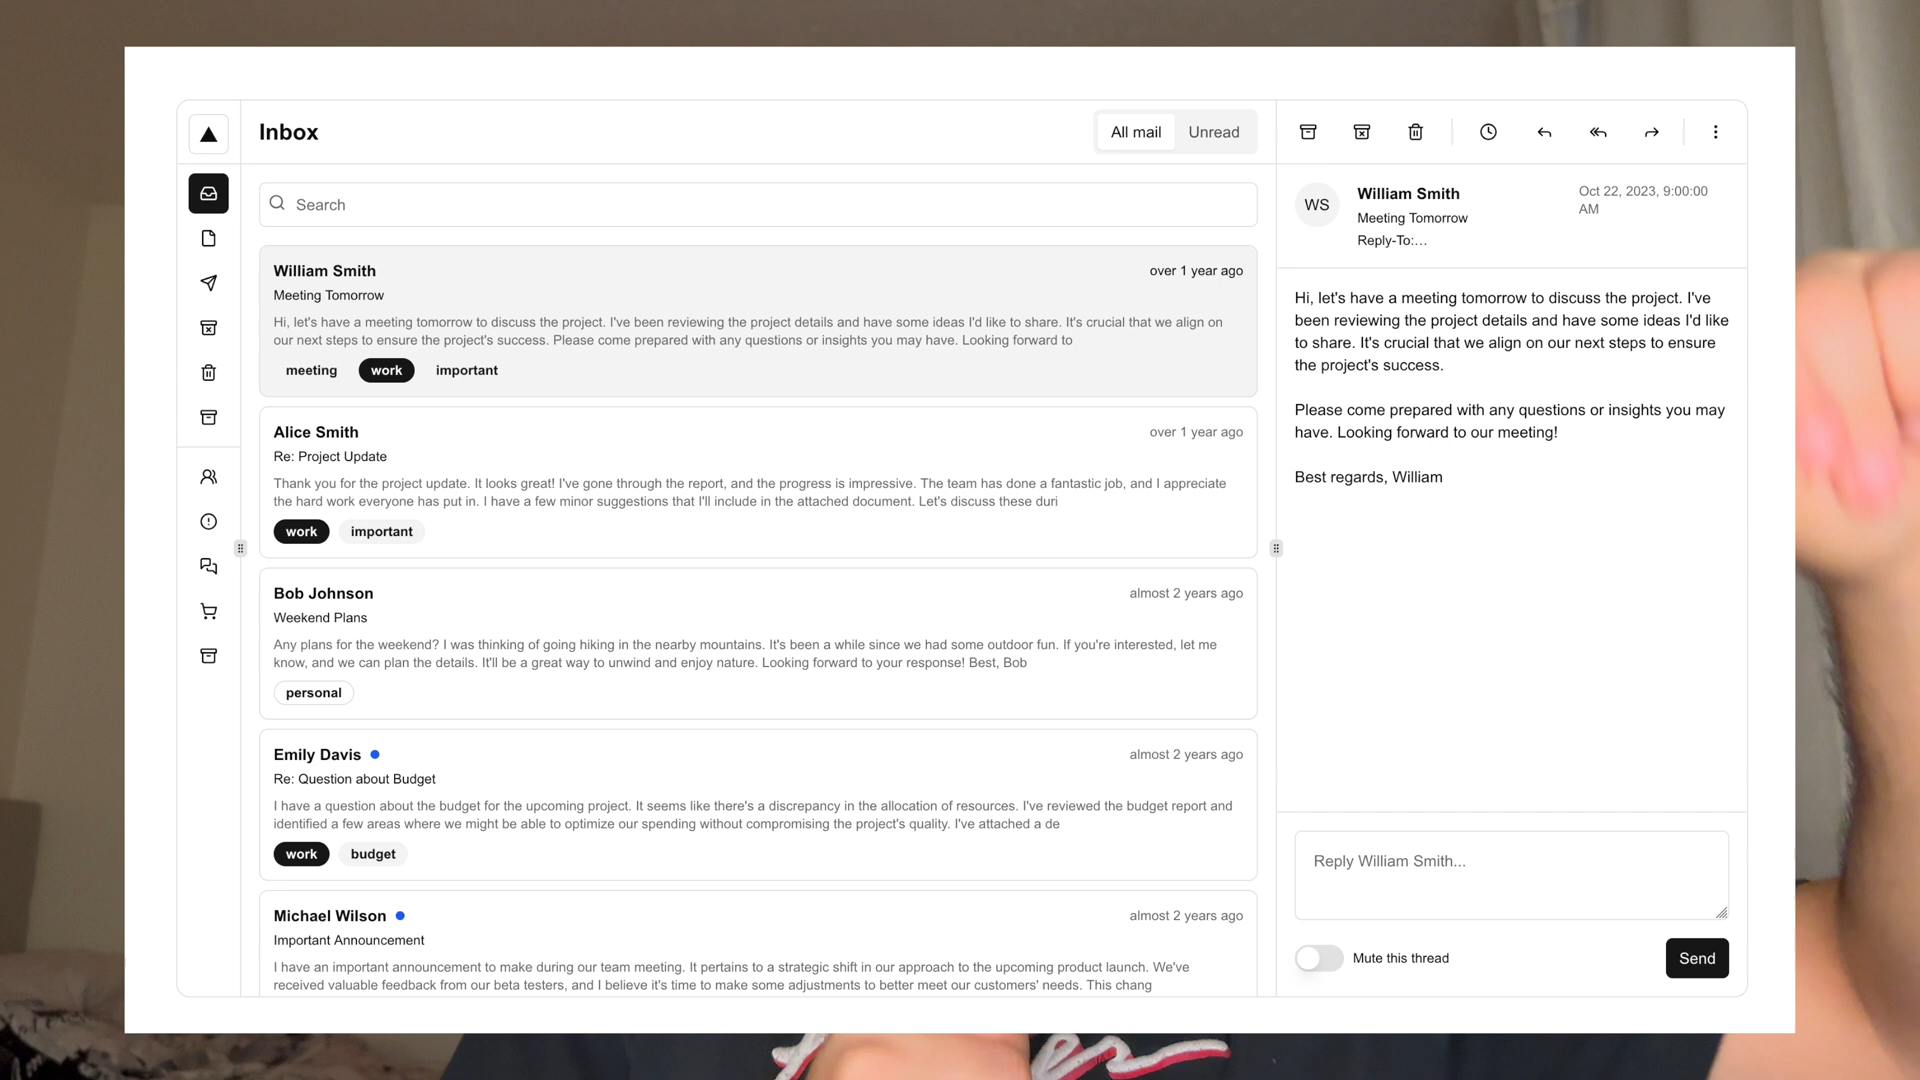 Inbox
All mail
Unread
Search
William Smith
over 1 year ago
Meeting Tomorrow
Hi, let's have a meeting tomorrow to discuss the project. I've been reviewing the project details and have some ideas I'd like to share. It's crucial that we align on
our next steps to ensure the project's success. Please come prepared with any questions or insights you may have. Looking forward to
meeting
work
important
Alice Smith
over 1 year ago
Re: Project Update
Thank you for the project update. It looks great! I've gone through the report, and the progress is impressive. The team has done a fantastic job, and I appreciate
the hard work everyone has put in. I have a few minor suggestions that I'll include in the attached document. Let's discuss these duri
work
important
Bob Johnson
almost 2 years ago
Weekend Plans
Any plans for the weekend? I was thinking of going hiking in the nearby mountains. It's been a while since we had some outdoor fun. If you're interested, let me
know, and we can plan the details. It'll be a great way to unwind and enjoy nature. Looking forward to your response! Best, Bob
personal
Emily Davis
almost 2 years ago
Re: Question about Budget
I have a question about the budget for the upcoming project. It seems like there's a discrepancy in the allocation of resources. I've reviewed the budget report and
identified a few areas where we might be able to optimize our spending without compromising the project's quality. I've attached a de
work
budget
Michael Wilson
almost 2 years ago
Important Announcement
I have an important announcement to make during our team meeting. It pertains to a strategic shift in our approach to the upcoming product launch. We've
received valuable feedback from our beta testers, and I believe it's time to make some adjustments to better meet our customers' needs. This chang
WS
William Smith
Oct 22, 2023, 9:00:00
AM
Meeting Tomorrow
Reply-To:...
Hi, let's have a meeting tomorrow to discuss the project. I've
been reviewing the project details and have some ideas I'd like
to share. It's crucial that we align on our next steps to ensure
the project's success.
Please come prepared with any questions or insights you may
have. Looking forward to our meeting!
Best regards, William
Reply William Smith...
Mute this thread
Send